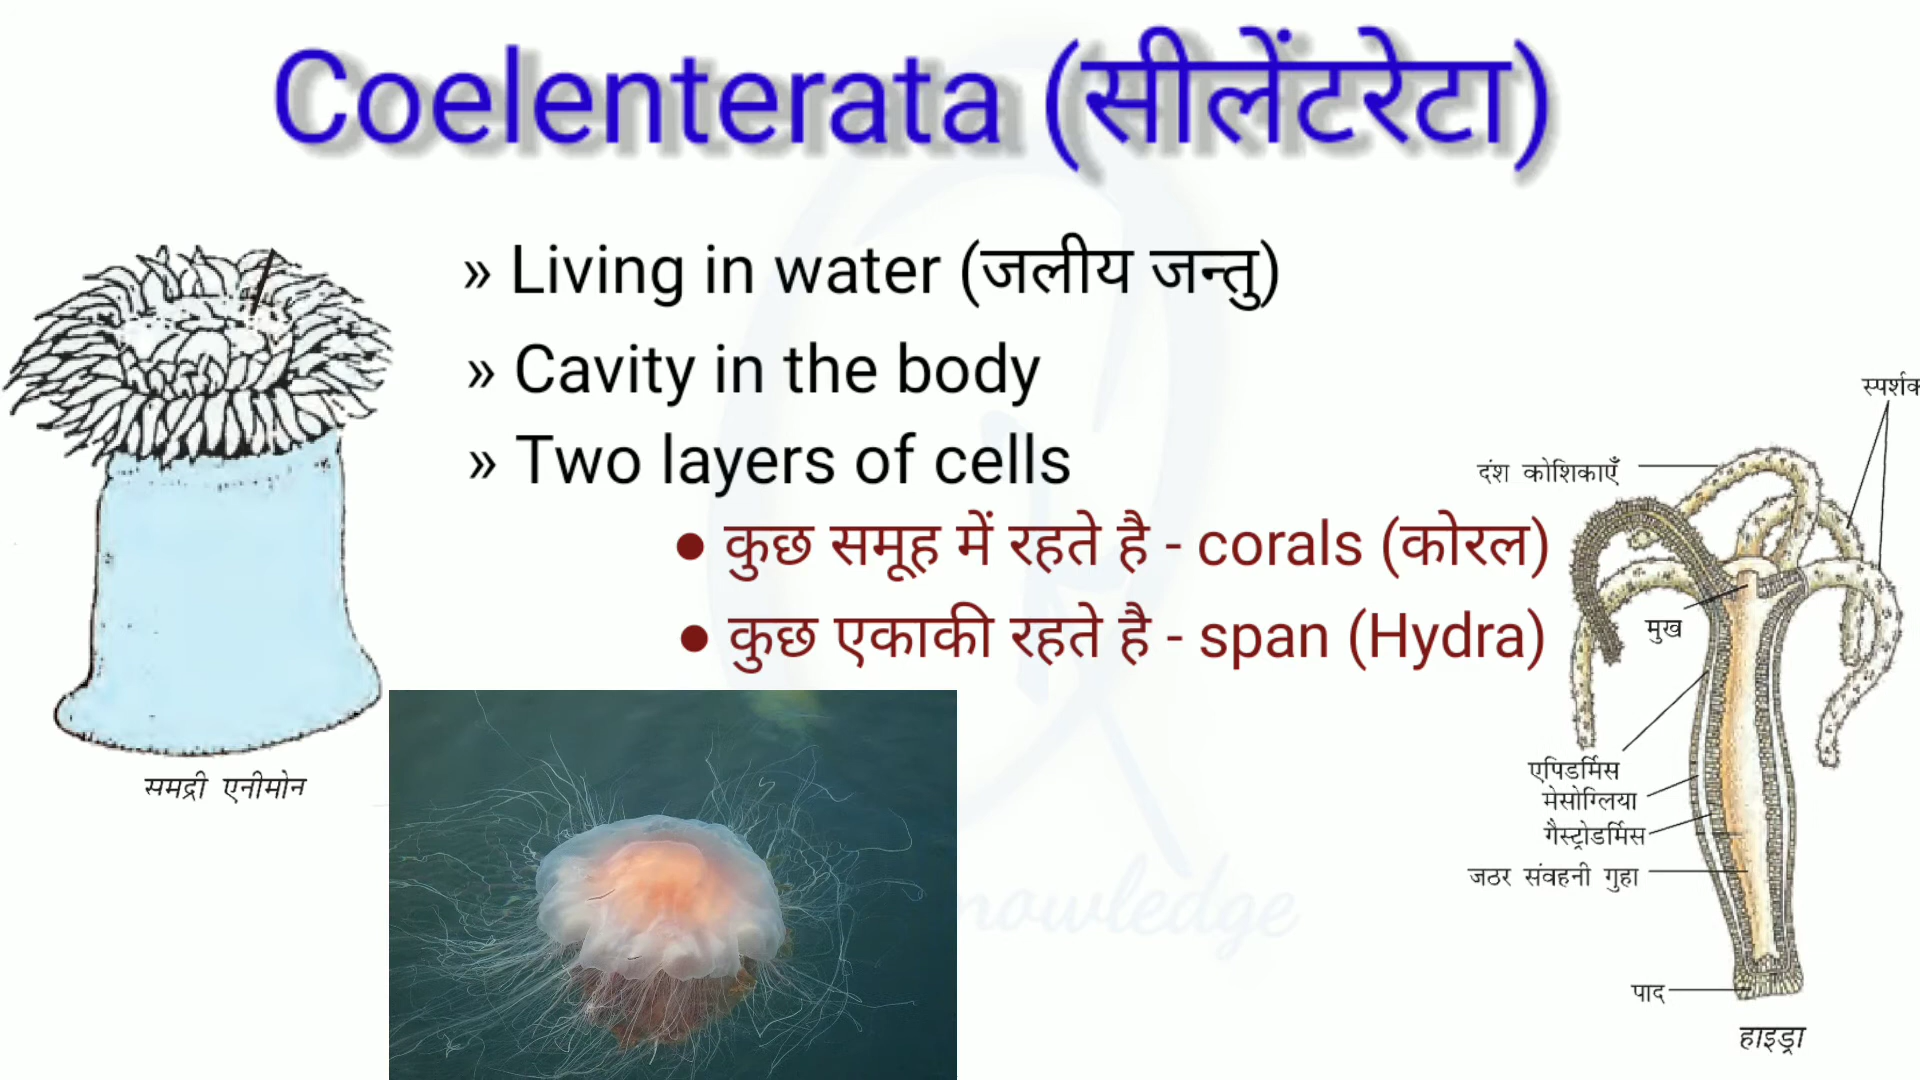 Coelenterata (सीलेंटरेटा)
» Living in water (जलीय जन्तु)
» Cavity in the body
» Two layers of cells
● कुछ समूह में रहते है - corals (कोरल)
● कुछ एकाकी रहते है - span (Hydra)
समद्री एनीमोन
स्पर्शक
दंश कोशिकाएँ
मुख
एपिडर्मिस
मेसोग्लिया
गैस्ट्रोडर्मिस
जठर संवहनी गुहा
पाद
हाइड्रा